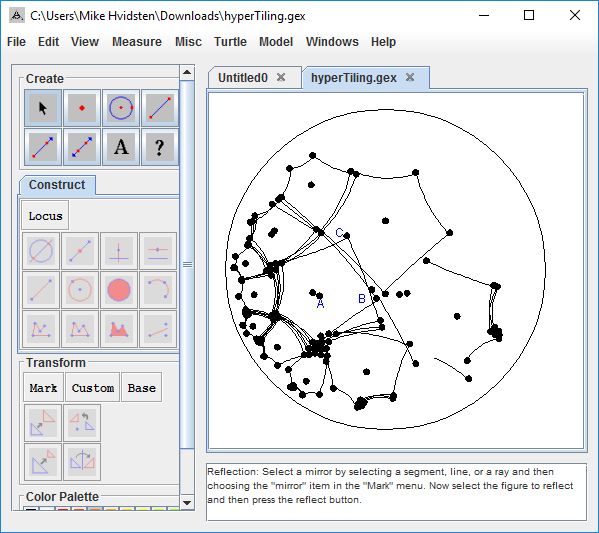 C:\Users\Mike Hvidsten\Downloads\hyperTiling.gex
File Edit View Measure Misc Turtle Model Windows Help
Create
A ?
Construct
Locus
Transform
Mark Custom Base
Color Palette
Untitled0 hyperTiling.gex
C
B
A
Reflection: Select a mirror by selecting a segment, line, or a ray and then
choosing the "mirror" item in the "Mark" menu. Now select the figure to reflect
and then press the reflect button.